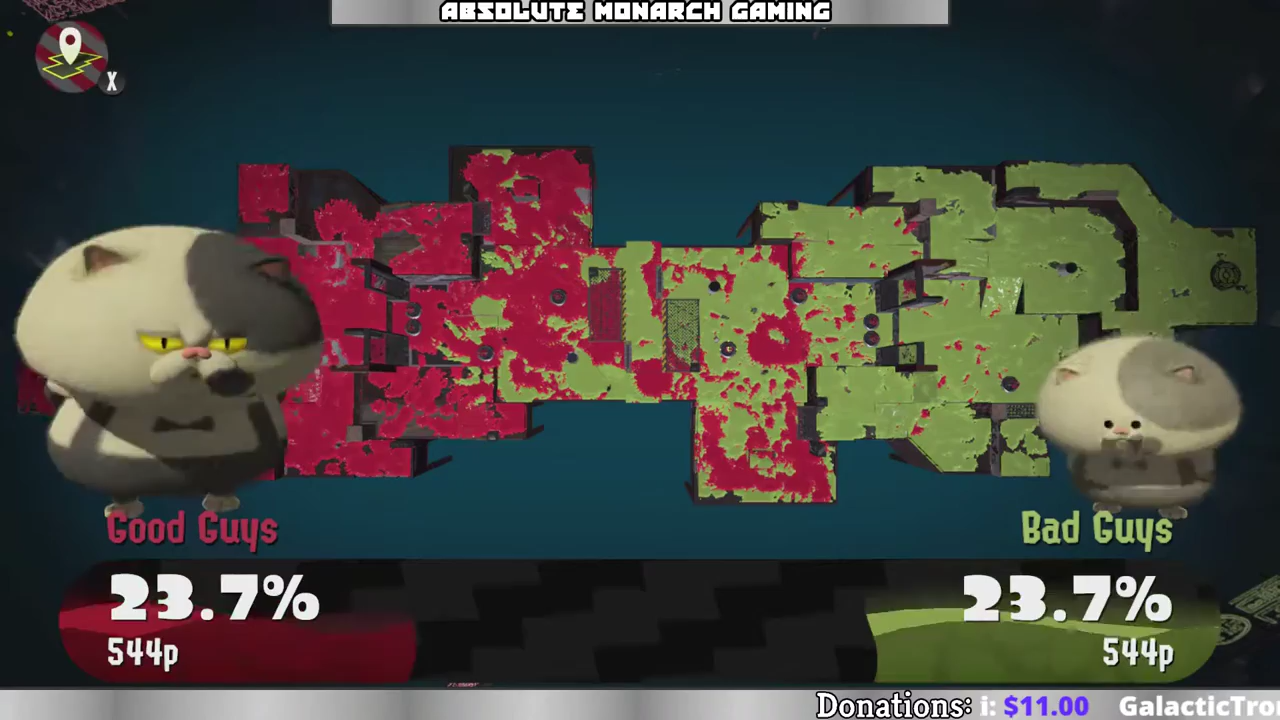 ABSOLUTE MONARCH GAMING
X
Good Guys
Bad Guys
23.7%
23.7%
544p
544p
Donations: i: $11.00 GalacticTro